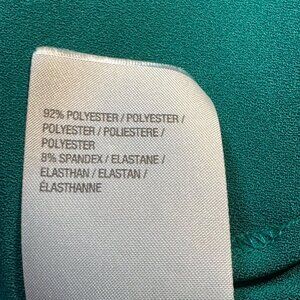 92% POLYESTER / POLYESTER /
POLYESTER / POLIESTERE /
POLYESTER
8% SPANDEX / ELASTANE /
ELASTHAN / ELASTAN /
ÉLASTHANNE